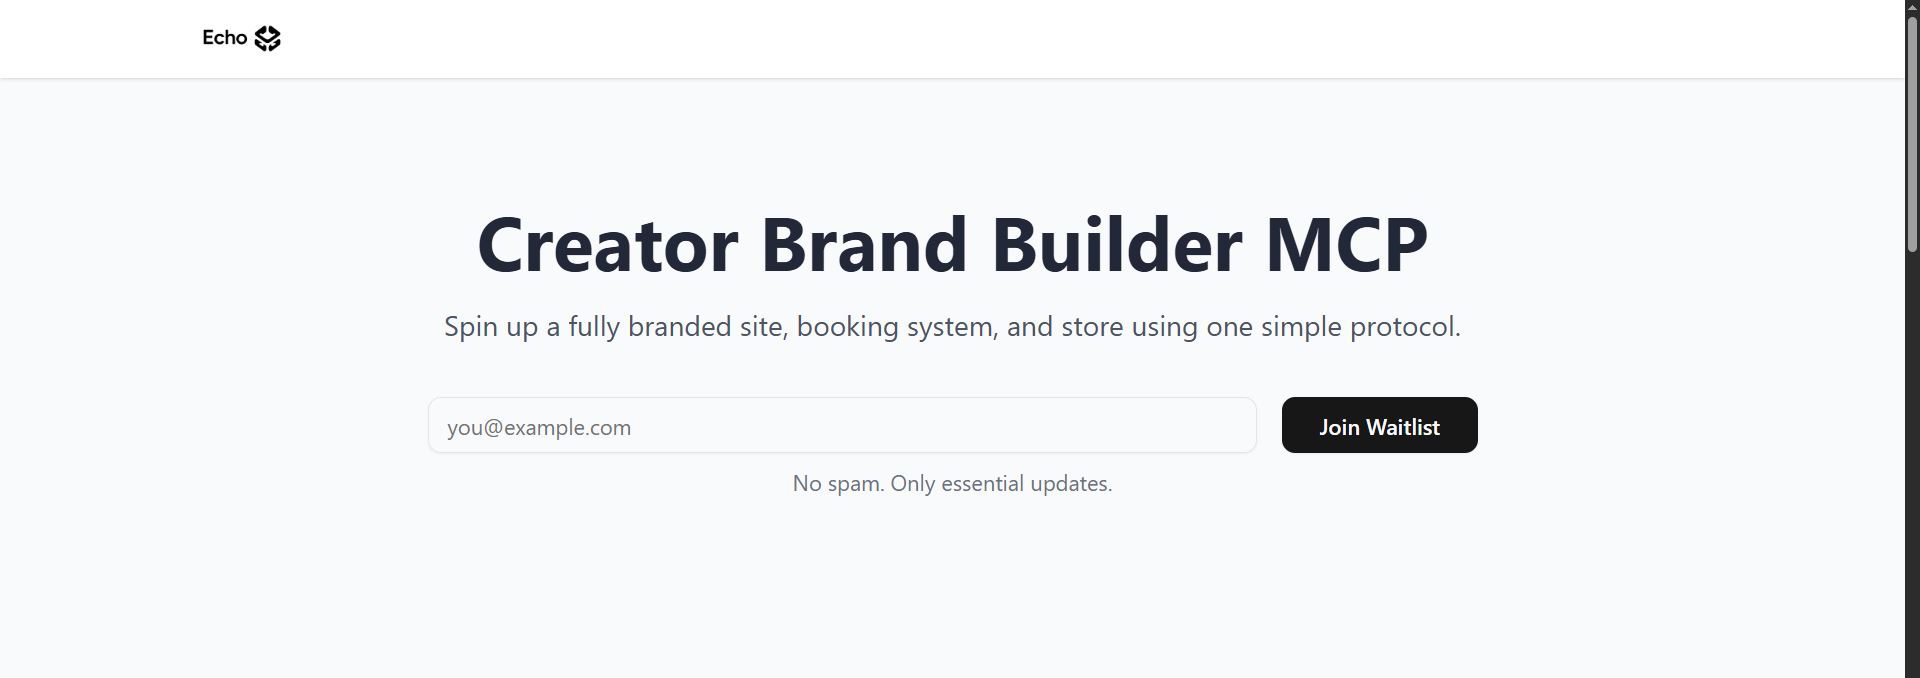 Echo
Creator Brand Builder MCP
Spin up a fully branded site, booking system, and store using one simple protocol.
you@example.com
Join Waitlist
No spam. Only essential updates.